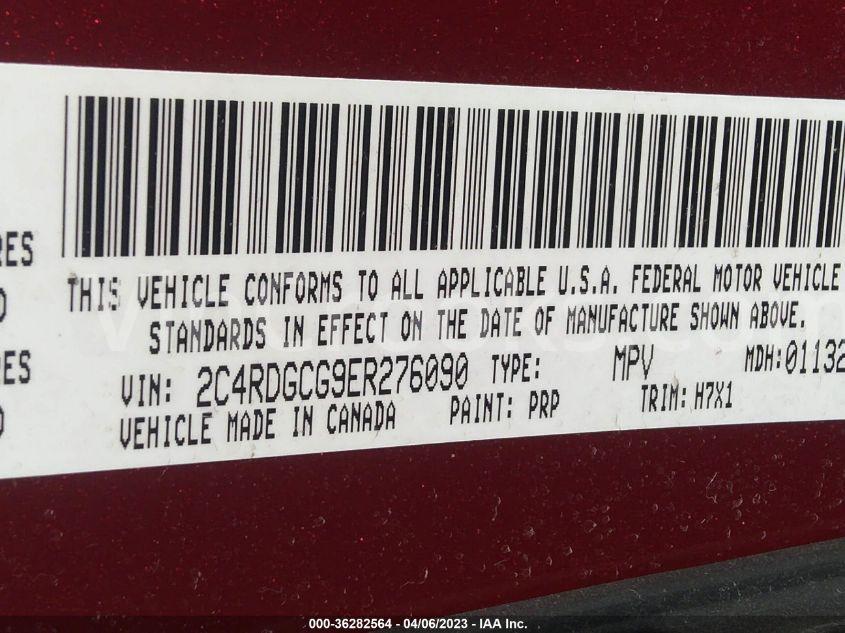 RES
THIS VEHICLE CONFORMS TO ALL APPLICABLE U.S.A. FEDERAL MOTOR VEHICLE
STANDARDS IN EFFECT ON THE DATE OF MANUFACTURE SHOWN ABOVE.
RES
VIN: 2C4RDGCG9ER276090 TYPE: MPV MDH:01132
VEHICLE MADE IN CANADA PAINT: PRP TRIM: H7X1
000-36282564 - 04/06/2023 - IAA Inc.